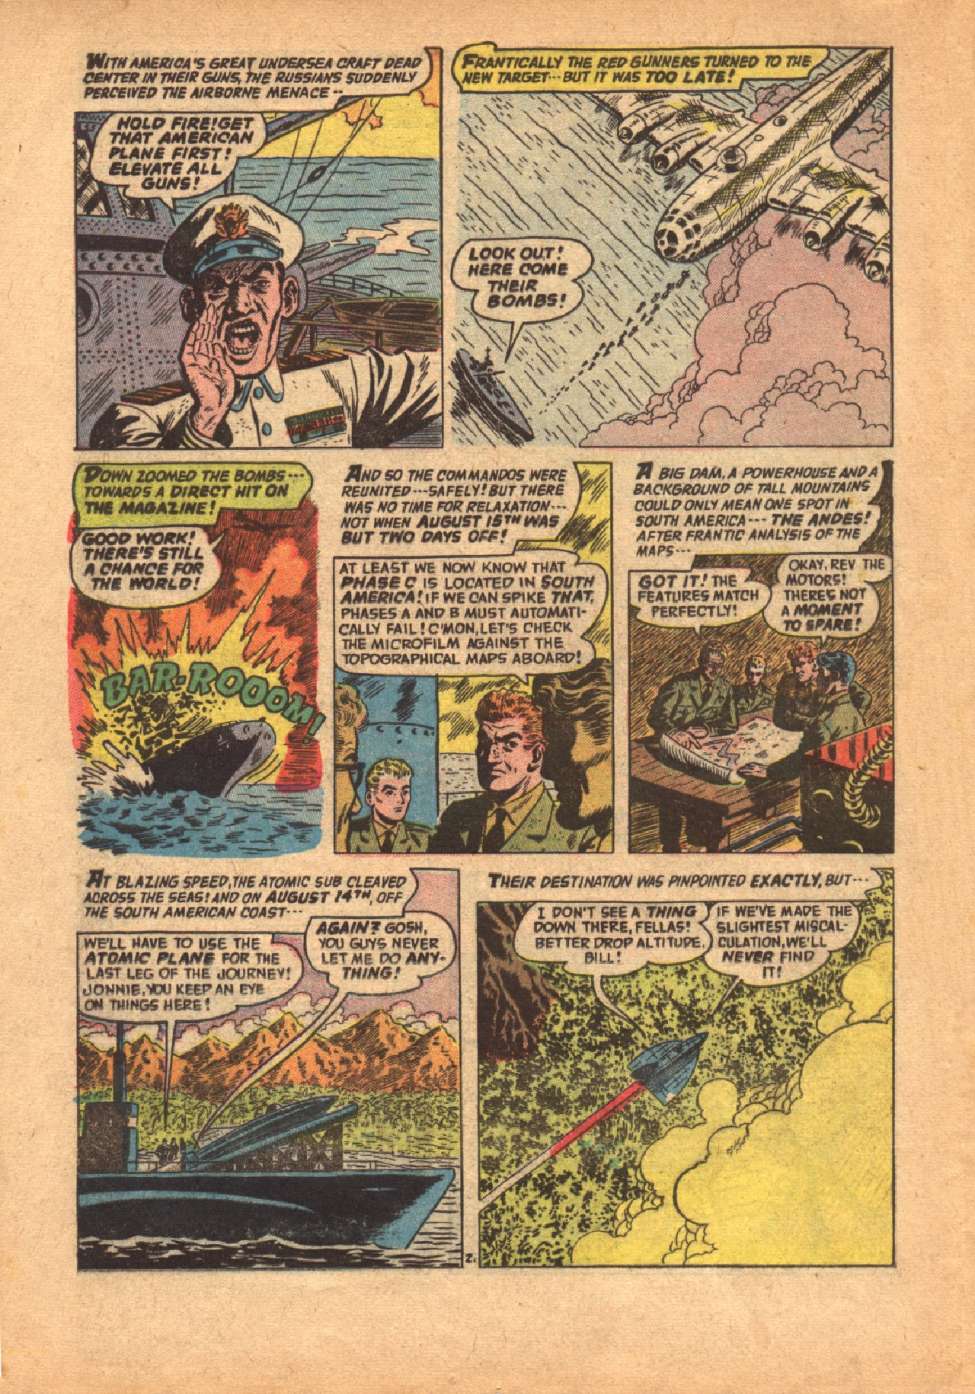 WITH AMERICA'S GREAT UNDERSEA CRAFT DEAD
CENTER IN THEIR GUNS, THE RUSSIANS SUDDENLY
PERCEIVED THE AIRBORNE MENACE--
HOLD FIRE! GET
THAT AMERICAN
PLANE FIRST!
ELEVATE ALL
GUNS!
FRANTICALLY THE RED GUNNERS TURNED TO THE
NEW TARGET---BUT IT WAS TOO LATE!
LOOK OUT!
HERE COME
THEIR
BOMBS!
DOWN ZOOMED THE BOMBS---
TOWARDS A DIRECT HIT ON
THE MAGAZINE!
GOOD WORK!
THERE'S STILL
A CHANCE FOR
THE WORLD!
BAR-ROOOM!
AND SO THE COMMANDOS WERE
REUNITED---SAFELY! BUT THERE
WAS NO TIME FOR RELAXATION---
NOT WHEN AUGUST 15TH WAS
BUT TWO DAYS OFF!
AT LEAST WE NOW KNOW THAT
PHASE C IS LOCATED IN SOUTH
AMERICA! IF WE CAN SPIKE THAT,
PHASES A AND B MUST AUTOMATI-
CALLY FAIL! C'MON, LET'S CHECK
THE MICROFILM AGAINST THE
TOPOGRAPHICAL MAPS ABOARD!
A BIG DAM, A POWERHOUSE AND A
BACKGROUND OF TALL MOUNTAINS
COULD ONLY MEAN ONE SPOT IN
SOUTH AMERICA--- THE ANDES!
AFTER FRANTIC ANALYSIS OF THE
MAPS---
GOT IT! THE
FEATURES MATCH
PERFECTLY!
OKAY, REV THE
MOTORS!
THERE'S NOT
A MOMENT
TO SPARE!
AT BLAZING SPEED, THE ATOMIC SUB CLEAVED
ACROSS THE SEAS! AND ON AUGUST 14TH, OFF
THE SOUTH AMERICAN COAST---
WE'LL HAVE TO USE THE
ATOMIC PLANE FOR THE
LAST LEG OF THE JOURNEY!
JONNIE, YOU KEEP AN EYE
ON THINGS HERE!
AGAIN? GOSH,
YOU GUYS NEVER
LET ME DO ANY-
THING!
2.
THEIR DESTINATION WAS PINPOINTED EXACTLY, BUT---
I DON'T SEE A THING
DOWN THERE, FELLAS!
BETTER DROP ALTITUDE,
BILL!
IF WE'VE MADE THE
SLIGHTEST MISCAL-
CULATION, WE'LL
NEVER FIND
IT!